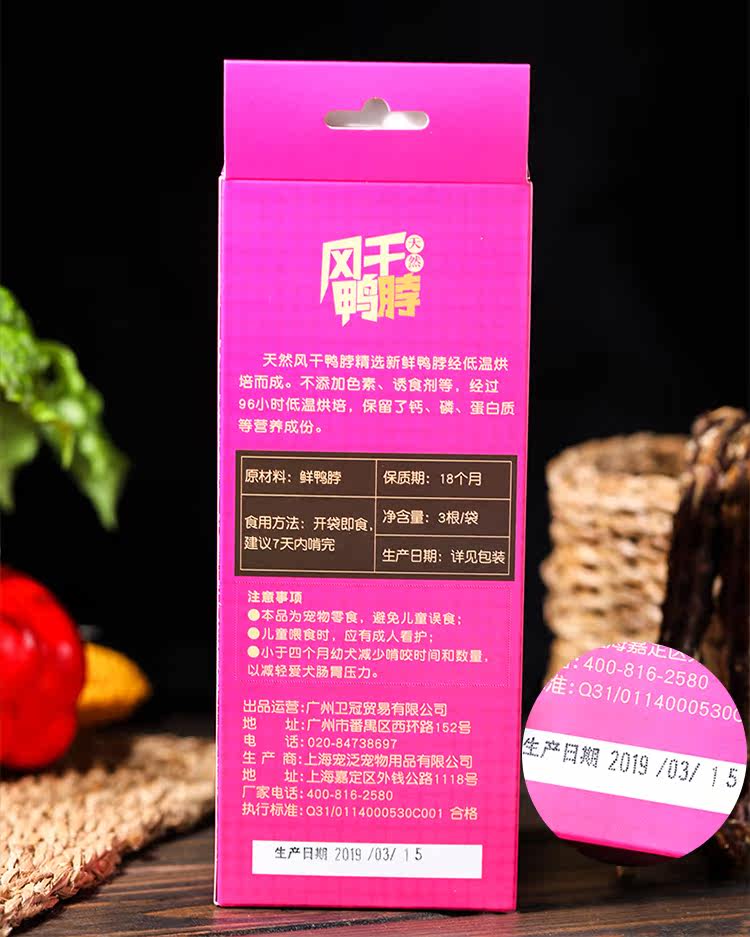 天然
风干
鸭脖
天然风干鸭脖精选新鲜鸭脖经低温烘
培而成。不添加色素、诱食剂等，经过
96小时低温烘培，保留了钙、磷、蛋白质
等营养成份。
原材料：鲜鸭脖
保质期：18个月
食用方法：开袋即食，
建议7天内啃完
净含量：3根/袋
生产日期：详见包装
注意事项
●本品为宠物零食，避免儿童误食；
●儿童喂食时，应有成人看护；
●小于四个月幼犬减少啃咬时间和数量，
以减轻爱犬肠胃压力。
出品运营：广州卫冠贸易有限公司
地 址：广州市番禺区西环路152号
电 话：020-84738697
生 产 商：上海宠泛宠物用品有限公司
地 址：上海嘉定区外钱公路1118号
厂家电话：400-816-2580
执行标准：Q31/0114000530C001 合格
生产日期 2019 /03/ 15
海嘉定区
：400-816-2580
准：Q31/0114000530C
生产日期 2019 /03/ 15